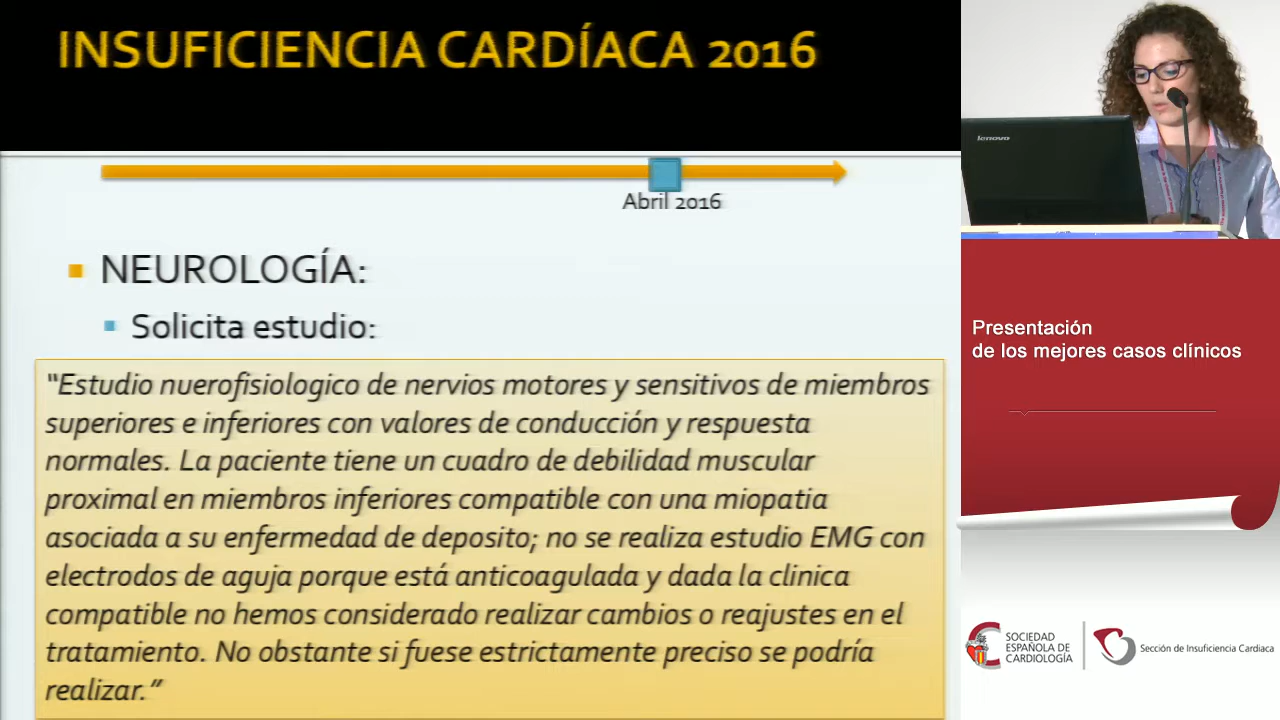 INSUFICIENCIA CARDÍACA 2016
Abril 2016
NEUROLOGÍA:
Solicita estudio:
"Estudio nuerofisiologico de nervios motores y sensitivos de miembros
superiores e inferiores con valores de conducción y respuesta
normales. La paciente tiene un cuadro de debilidad muscular
proximal en miembros inferiores compatible con una miopatia
asociada a su enfermedad de deposito; no se realiza estudio EMG con
electrodos de aguja porque está anticoagulada y dada la clinica
compatible no hemos considerado realizar cambios o reajustes en el
tratamiento. No obstante si fuese estrictamente preciso se podría
realizar."
lenovo
Presentación
de los mejores casos clínicos
SOCIEDAD
ESPAÑOLA DE
CARDIOLOGÍA
Sección de Insuficiencia Cardiaca